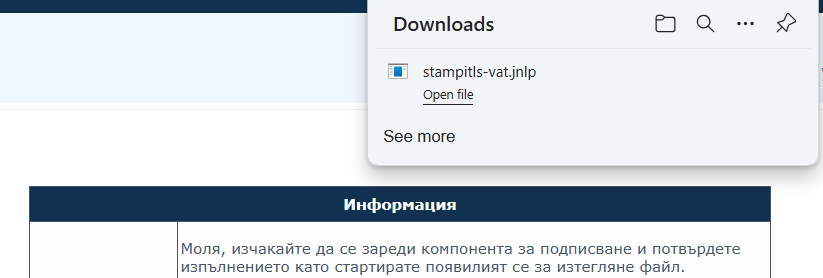 Downloads
stampitls-vat.jnlp
Open file
See more
Информация
Моля, изчакайте да се зареди компонента за подписване и потвърдете
изпълнението като стартирате появилият се за изтегляне файл.